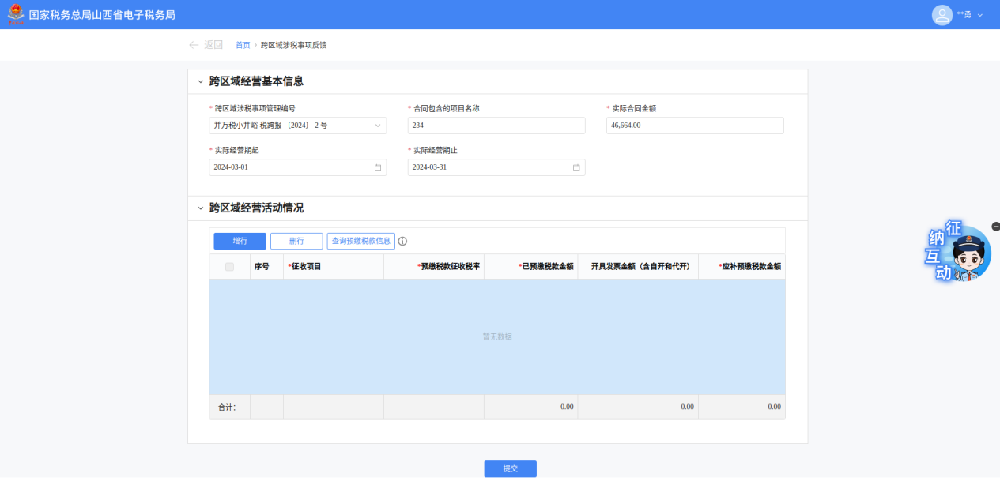 国家税务总局山西省电子税务局
**勇
返回 首页 跨区域涉税事项反馈
跨区域经营基本信息
* 跨区域涉税事项管理编号 * 合同包含的项目名称 * 实际合同金额
并万税小井峪 税跨报 〔2024〕 2 号 234 46,664.00
* 实际经营期起 * 实际经营期止
2024-03-01 2024-03-31
跨区域经营活动情况
增行 删行 查询预缴税款信息
序号 *征收项目 *预缴税款征收税率 *已预缴税款金额 开具发票金额（含自开和代开） *应补预缴税款金额
暂无数据
合计： 0.00 0.00 0.00
提交
征纳互动